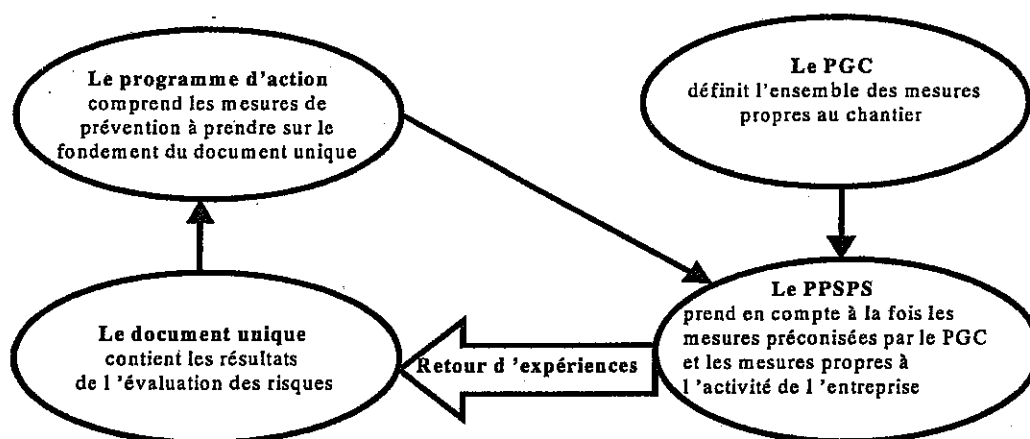 Le programme d'action
comprend les mesures de
prévention à prendre sur le
fondement du document unique
Le PGC
définit l'ensemble des mesures
propres au chantier
Le document unique
contient les résultats
de l 'évaluation des risques
Retour d 'expériences
Le PPSPS
prend en compte à la fois les
mesures préconisées par le PGC
et les mesures propres à
l 'activité de l 'entreprise